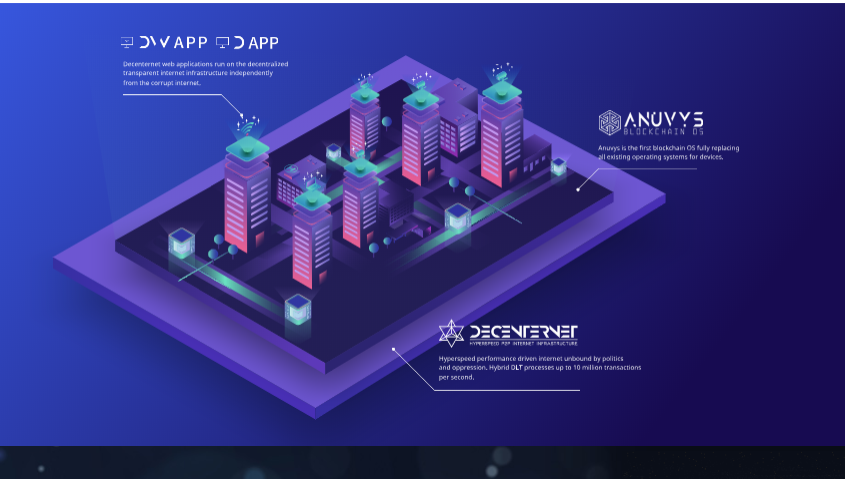 DWAPP DAPP
Decenternet web applications run on the decentralized
transparent internet infrastructure independently
from the corrupt internet.
ANUVYS
BLOCKCHAIN OS
Anuvys is the first blockchain OS fully replacing
all existing operating systems for devices.
DECENTERNET
HYPERSPEED P2P INTERNET INFRASTRUCTURE
Hyperspeed performance driven internet unbound by politics
and oppression. Hybrid DLT processes up to 10 million transactions
per second.